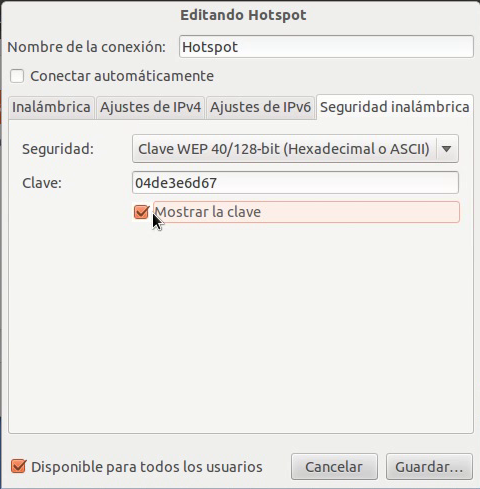 Editando Hotspot
Nombre de la conexión: Hotspot
Conectar automáticamente
Inalámbrica Ajustes de IPv4 Ajustes de IPv6 Seguridad inalámbrica
Seguridad: Clave WEP 40/128-bit (Hexadecimal o ASCII)
Clave: 04de3e6d67
Mostrar la clave
Disponible para todos los usuarios Cancelar Guardar...